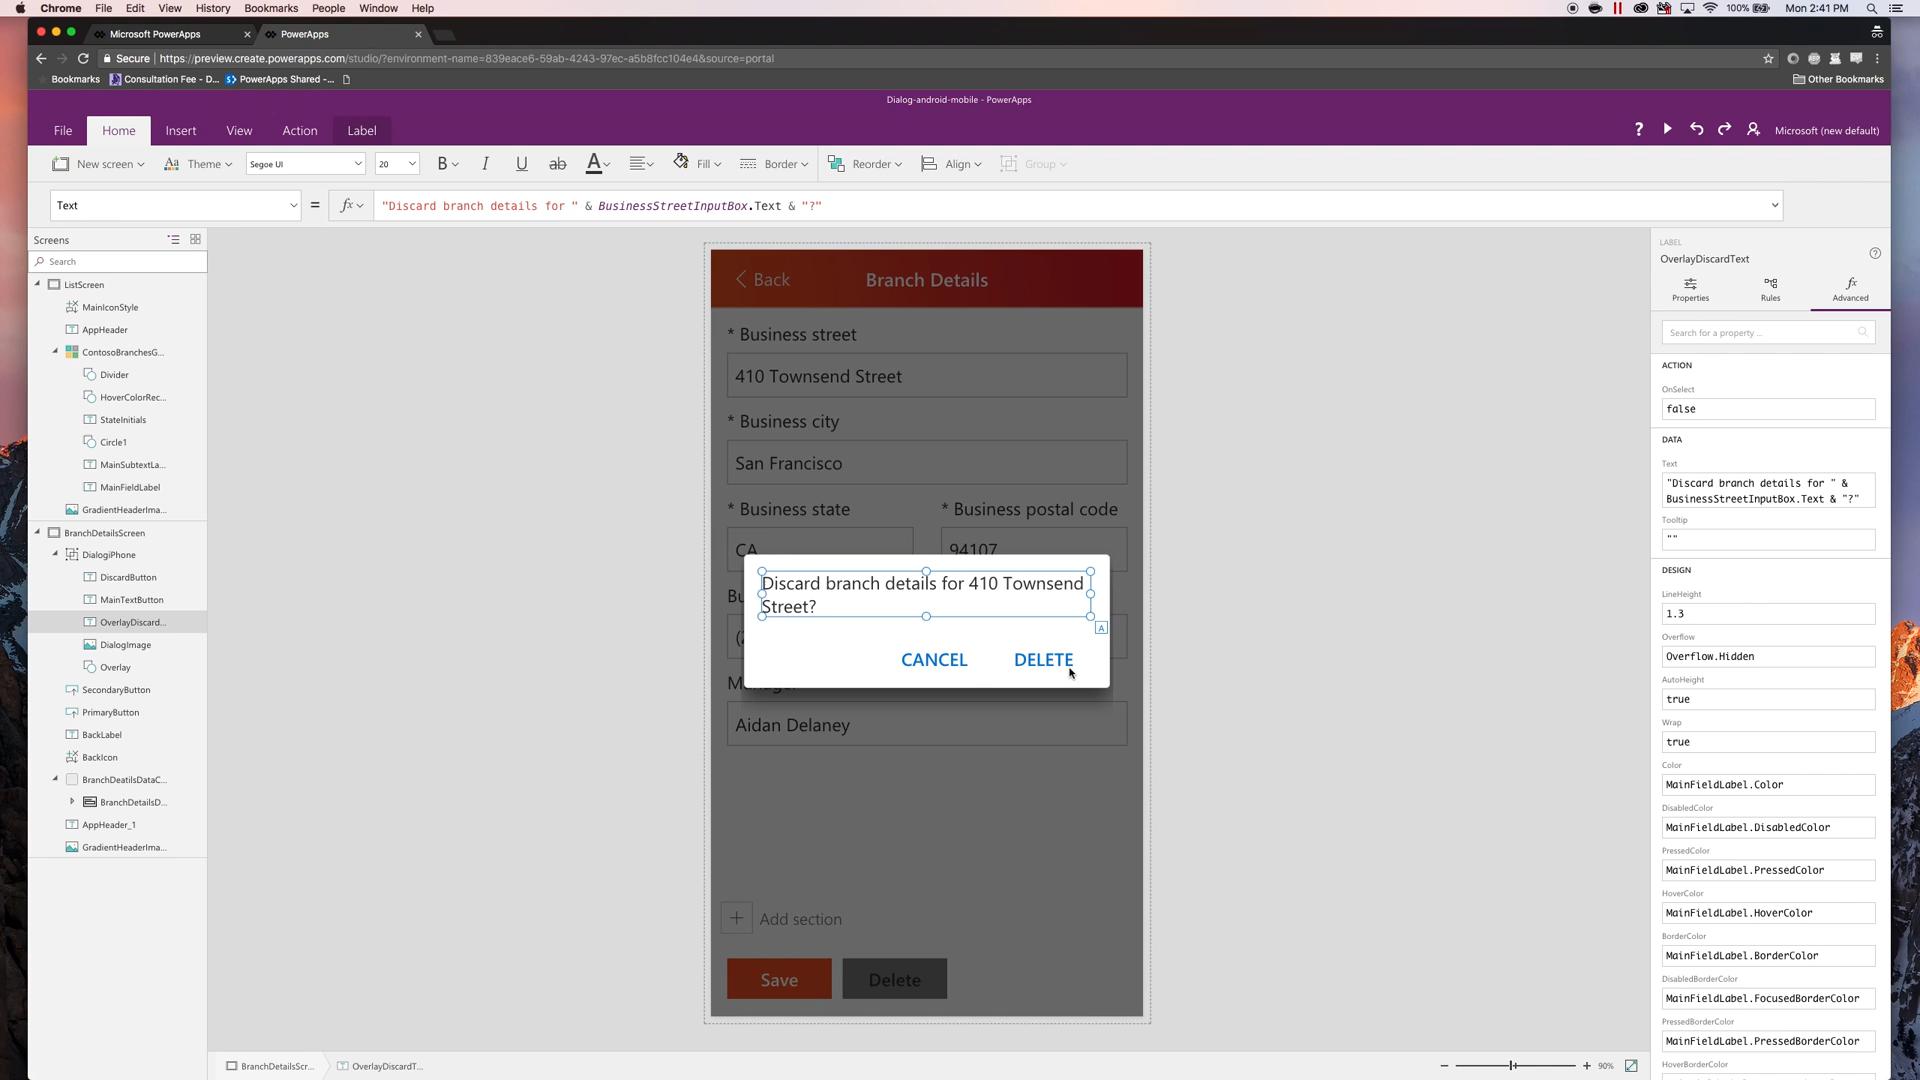 Chrome File Edit View History Bookmarks People Window Help 100% Mon 2:41 PM
Microsoft PowerApps PowerApps
Secure https://preview.create.powerapps.com/studio/?environment-name=839eace6-59ab-4243-97ec-a5b8fcc104e4&source=portal
Bookmarks Consultation Fee - D... PowerApps Shared -... Other Bookmarks
Dialog-android-mobile - PowerApps
File Home Insert View Action Label ? Microsoft (new default)
New screen Theme Segoe UI 20 B I U ab A Fill Border Reorder Align Group
Text = fx "Discard branch details for " & BusinessStreetInputBox.Text & "?"
Screens
Search
ListScreen
MainIconStyle
AppHeader
ContosoBranchesG...
Divider
HoverColorRec...
StateInitials
Circle1
MainSubtextLa...
MainFieldLabel
GradientHeaderIma...
BranchDetailsScreen
DialogiPhone
DiscardButton
MainTextButton
OverlayDiscard...
DialogImage
Overlay
SecondaryButton
PrimaryButton
BackLabel
BackIcon
BranchDeatilsDataC...
BranchDetailsD...
AppHeader_1
GradientHeaderIma...
Back Branch Details
* Business street
410 Townsend Street
* Business city
San Francisco
* Business state * Business postal code
CA 94107
Bu
Discard branch details for 410 Townsend
Street?
A
CANCEL DELETE
Aidan Delaney
Add section
Save Delete
LABEL
OverlayDiscardText
Properties Rules fx Advanced
Search for a property ...
ACTION
OnSelect
false
DATA
Text
"Discard branch details for " &
BusinessStreetInputBox.Text & "?"
Tooltip
""
DESIGN
LineHeight
1.3
Overflow
Overflow.Hidden
AutoHeight
true
Wrap
true
Color
MainFieldLabel.Color
DisabledColor
MainFieldLabel.DisabledColor
PressedColor
MainFieldLabel.PressedColor
HoverColor
MainFieldLabel.HoverColor
BorderColor
MainFieldLabel.BorderColor
DisabledBorderColor
MainFieldLabel.FocusedBorderColor
PressedBorderColor
MainFieldLabel.PressedBorderColor
HoverBorderColor
BranchDetailsScr... OverlayDiscardT... 90%